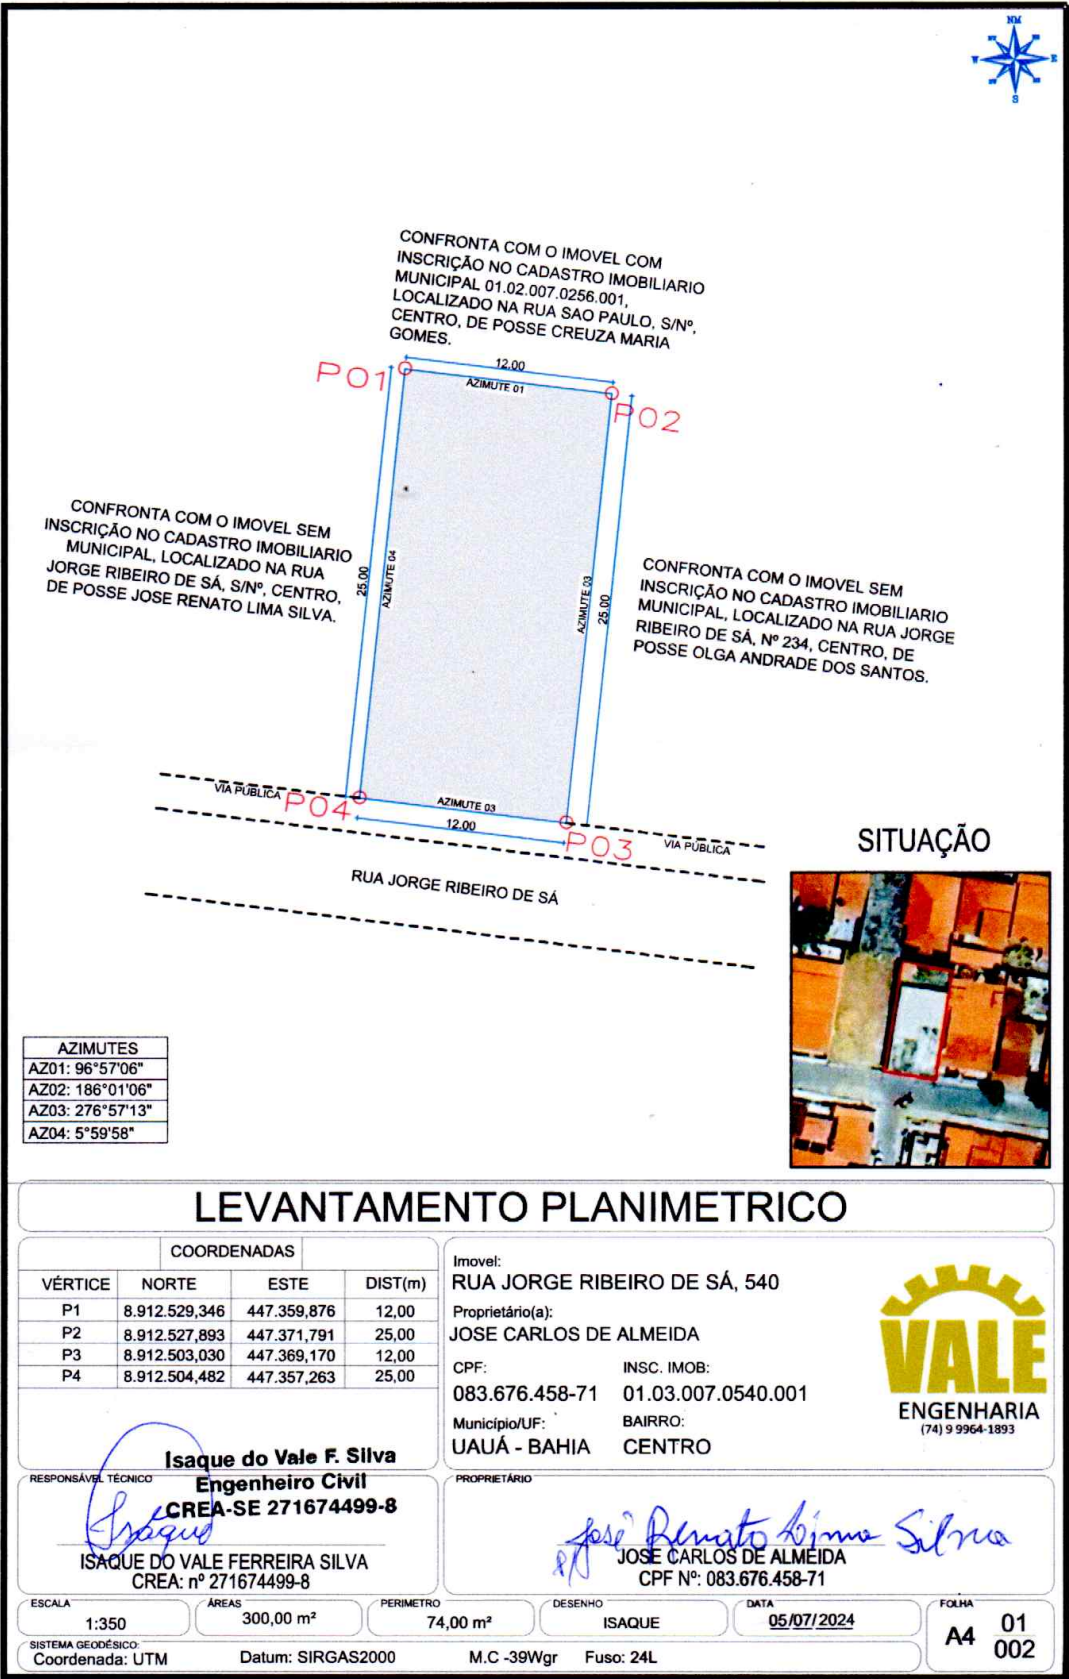 NM
W
E
S
CONFRONTA COM O IMOVEL COM
INSCRIÇÃO NO CADASTRO IMOBILIARIO
MUNICIPAL 01.02.007.0256.001,
LOCALIZADO NA RUA SAO PAULO, S/Nº,
CENTRO, DE POSSE CREUZA MARIA
GOMES.
P01
12.00
AZIMUTE 01
P02
CONFRONTA COM O IMOVEL SEM
INSCRIÇÃO NO CADASTRO IMOBILIARIO
MUNICIPAL, LOCALIZADO NA RUA
JORGE RIBEIRO DE SÁ, S/Nº, CENTRO,
DE POSSE JOSE RENATO LIMA SILVA.
25.00
AZIMUTE 04
AZIMUTE 03
25.00
CONFRONTA COM O IMOVEL SEM
INSCRIÇÃO NO CADASTRO IMOBILIARIO
MUNICIPAL, LOCALIZADO NA RUA JORGE
RIBEIRO DE SÁ, Nº 234, CENTRO, DE
POSSE OLGA ANDRADE DOS SANTOS.
VIA PÚBLICA
P04
AZIMUTE 03
12.00
P03
VIA PÚBLICA
RUA JORGE RIBEIRO DE SÁ
SITUAÇÃO
AZIMUTES
AZ01: 96°57'06"
AZ02: 186°01'06"
AZ03: 276°57'13"
AZ04: 5°59'58"
LEVANTAMENTO PLANIMETRICO
COORDENADAS
VÉRTICE NORTE ESTE DIST(m)
P1 8.912.529,346 447.359,876 12,00
P2 8.912.527,893 447.371,791 25,00
P3 8.912.503,030 447.369,170 12,00
P4 8.912.504,482 447.357,263 25,00
Imovel:
RUA JORGE RIBEIRO DE SÁ, 540
Proprietário(a):
JOSE CARLOS DE ALMEIDA
CPF: INSC. IMOB:
083.676.458-71 01.03.007.0540.001
Município/UF: BAIRRO:
UAUÁ - BAHIA CENTRO
VALE
ENGENHARIA
(74) 9 9964-1893
Isaque do Vale F. Silva
Engenheiro Civil
CREA-SE 271674499-8
RESPONSÁVEL TÉCNICO
Isaque
ISAQUE DO VALE FERREIRA SILVA
CREA: nº 271674499-8
PROPRIETÁRIO
José Renato Lima Silva
JOSE CARLOS DE ALMEIDA
CPF Nº: 083.676.458-71
ESCALA
1:350
ÁREAS
300,00 m²
PERIMETRO
74,00 m²
DESENHO
ISAQUE
DATA
05/07/2024
FOLHA
A4 01
002
SISTEMA GEODÉSICO:
Coordenada: UTM Datum: SIRGAS2000 M.C -39Wgr Fuso: 24L